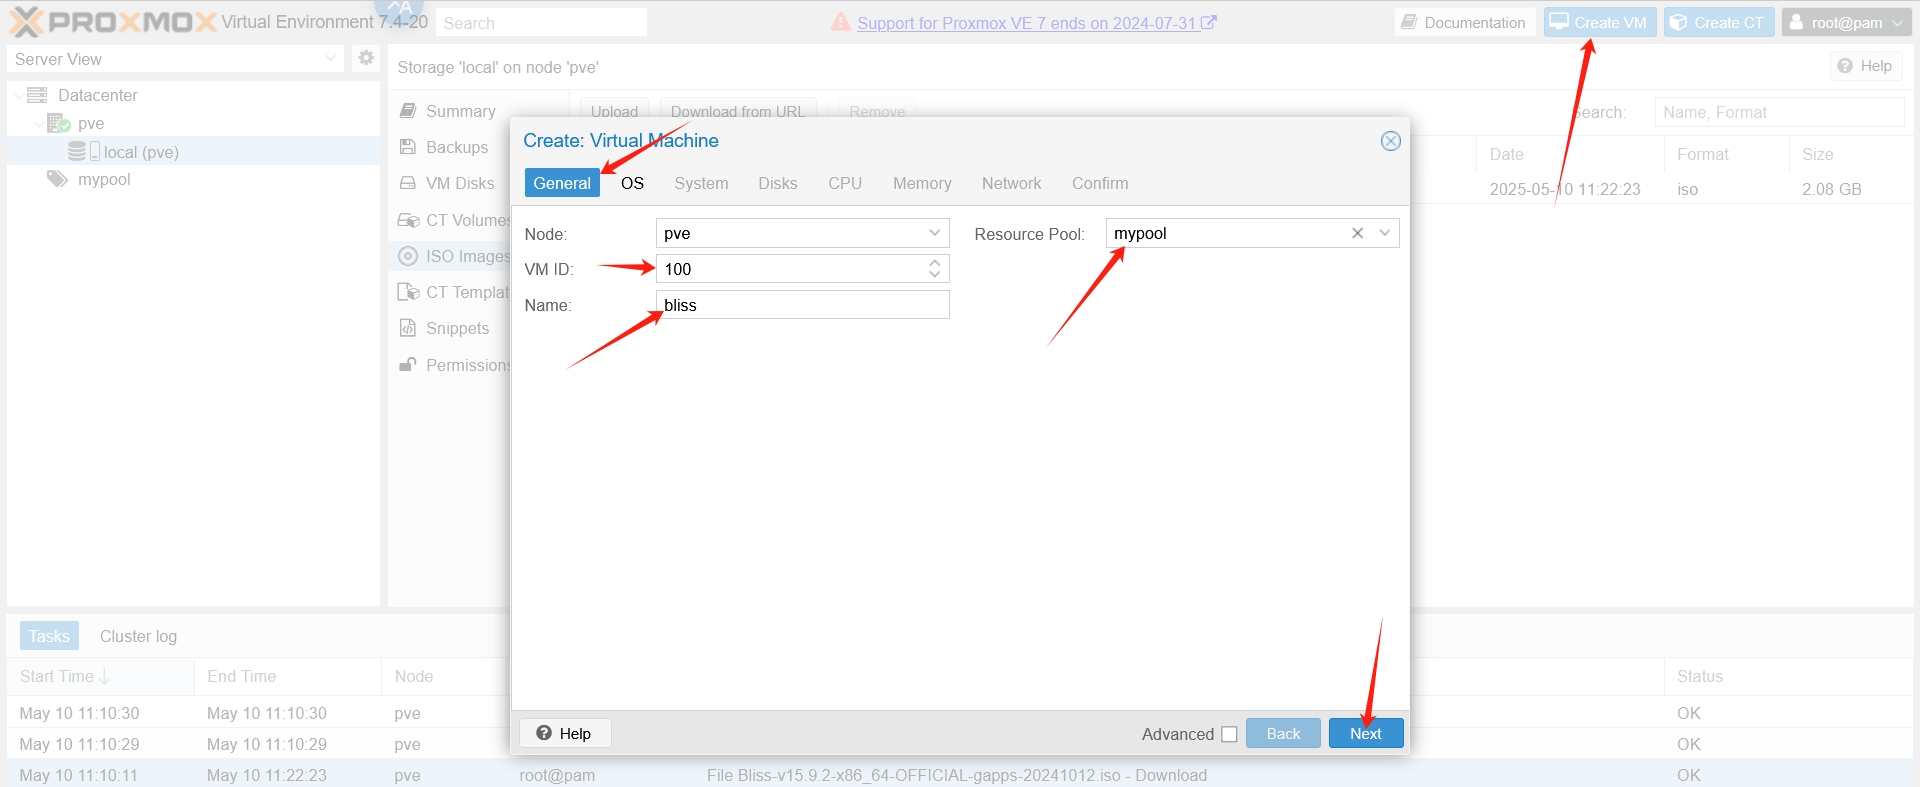 PROXMOX Virtual Environment 7.4-20 Search Support for Proxmox VE 7 ends on 2024-07-31 Documentation Create VM Create CT root@pam
Server View
Storage 'local' on node 'pve' Help
Datacenter
pve
local (pve)
mypool
Summary
Backups
VM Disks
CT Volumes
ISO Images
CT Templat
Snippets
Permissions
Upload Download from URL Remove Search: Name, Format
Date Format Size
2025-05-10 11:22:23 iso 2.08 GB
Create: Virtual Machine
General OS System Disks CPU Memory Network Confirm
Node: pve Resource Pool: mypool
VM ID: 100
Name: bliss
Help Advanced Back Next
Tasks Cluster log
Start Time End Time Node Status
May 10 11:10:30 May 10 11:10:30 pve OK
May 10 11:10:29 May 10 11:10:29 pve OK
May 10 11:10:11 May 10 11:22:23 pve root@pam File Bliss-v15.9.2-x86_64-OFFICIAL-gapps-20241012.iso - Download OK